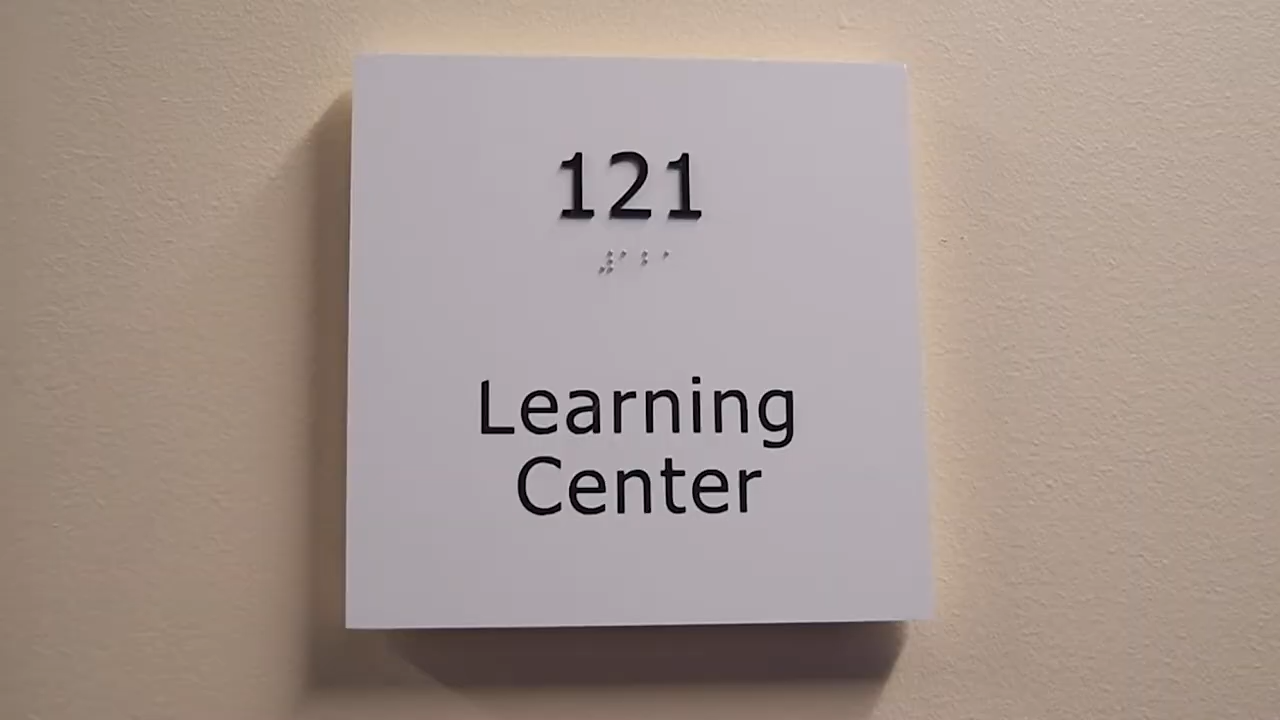 121
⠼⠁⠃⠁
Learning
Center